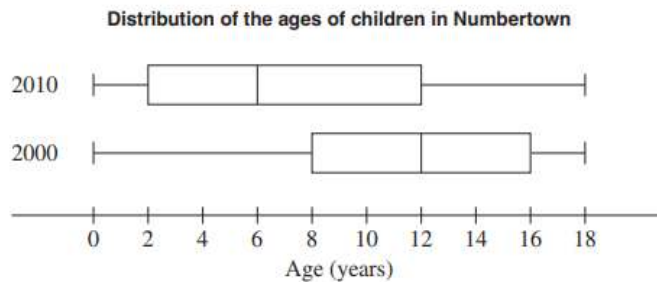 Distribution of the ages of children in Numbertown
2010
2000
0 2 4 6 8 10 12 14 16 18
Age (years)